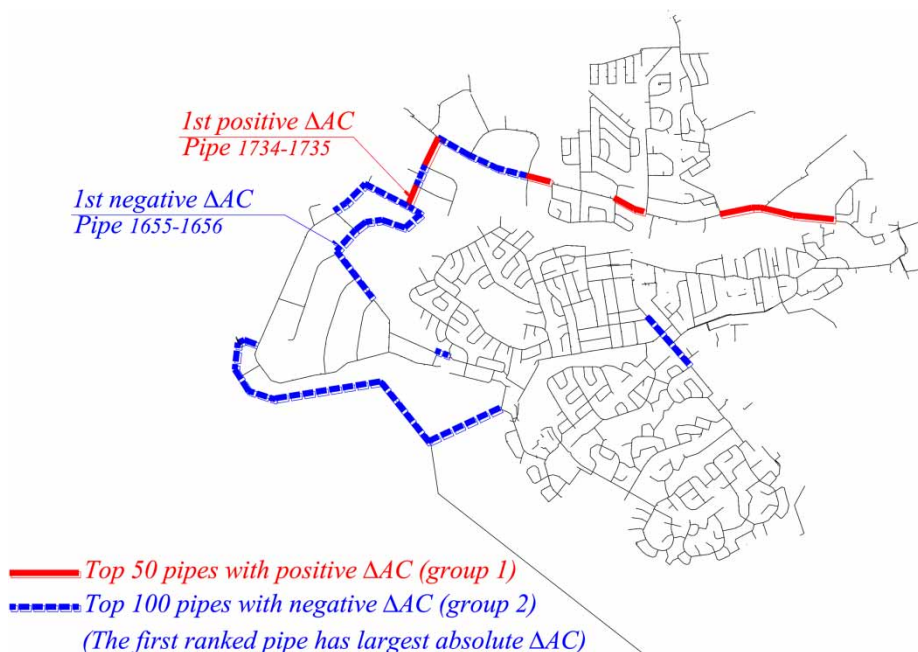 1st positive ΔAC
Pipe 1734-1735
1st negative ΔAC
Pipe 1655-1656
Top 50 pipes with positive ΔAC (group 1)
Top 100 pipes with negative ΔAC (group 2)
(The first ranked pipe has largest absolute ΔAC)